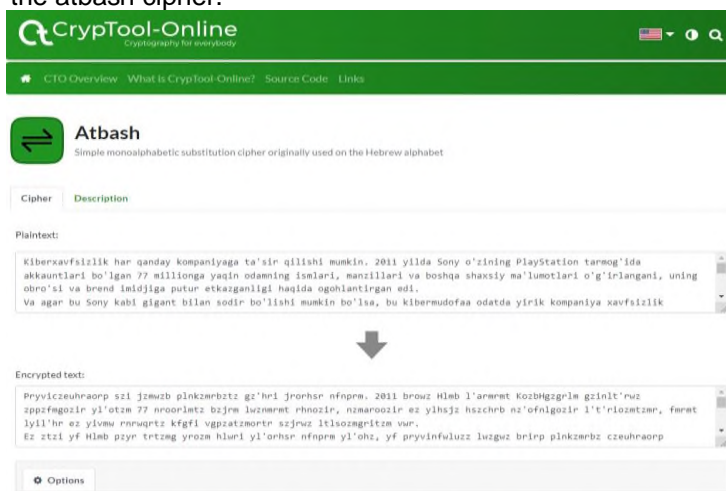 the atbash cipher.
CrypTool-Online
Cryptography for everybody
CTO Overview What is CrypTool-Online? Source Code Links
Atbash
Simple monoalphabetic substitution cipher originally used on the Hebrew alphabet
Cipher Description
Plaintext:
Kiberxavfsizlik har qanday kompaniyaga ta'sir qilishi mumkin. 2011 yilda Sony o'zining PlayStation tarmog'ida
akkauntlari bo'lgan 77 millionga yaqin odamning ismlari, manzillari va boshqa shaxsiy ma'lumotlari o'g'irlangani, uning
obro'si va brend imidjiga putur etkazganligi haqida ogohlantirgan edi.
Va agar bu Sony kabi gigant bilan sodir bo'lishi mumkin bo'lsa, bu kibermudofaa odatda yirik kompaniya xavfsizlik
Encrypted text:
Pryviczeuhraorp szi jzmwzb plnkzmrbztz gz'hri jrorhsr nfnprm. 2011 browz Hlmb l'armrmt KozbHgzgrlm gzinlt'rwz
zppzfmgozir yl'otzm 77 nroorlmtz bzjrm lwznmrmt rhnozir, nzmaroozir ez ylhsjz hszchrb nz'ofnlgozir l't'riozmtzmr, fmrmt
lyil'hr ez yivmw rnrwqrtz kfgfi vgpzatzmortr szjrwz ltlsozmgritzm vwr.
Ez ztzi yf Hlmb pzyr trtzmg yrozm hlwri yl'orhsr nfnprm yl'ohz, yf pryvinfwluzz lwzgwz brirp plnkzmrbz czeuhraorp
Options